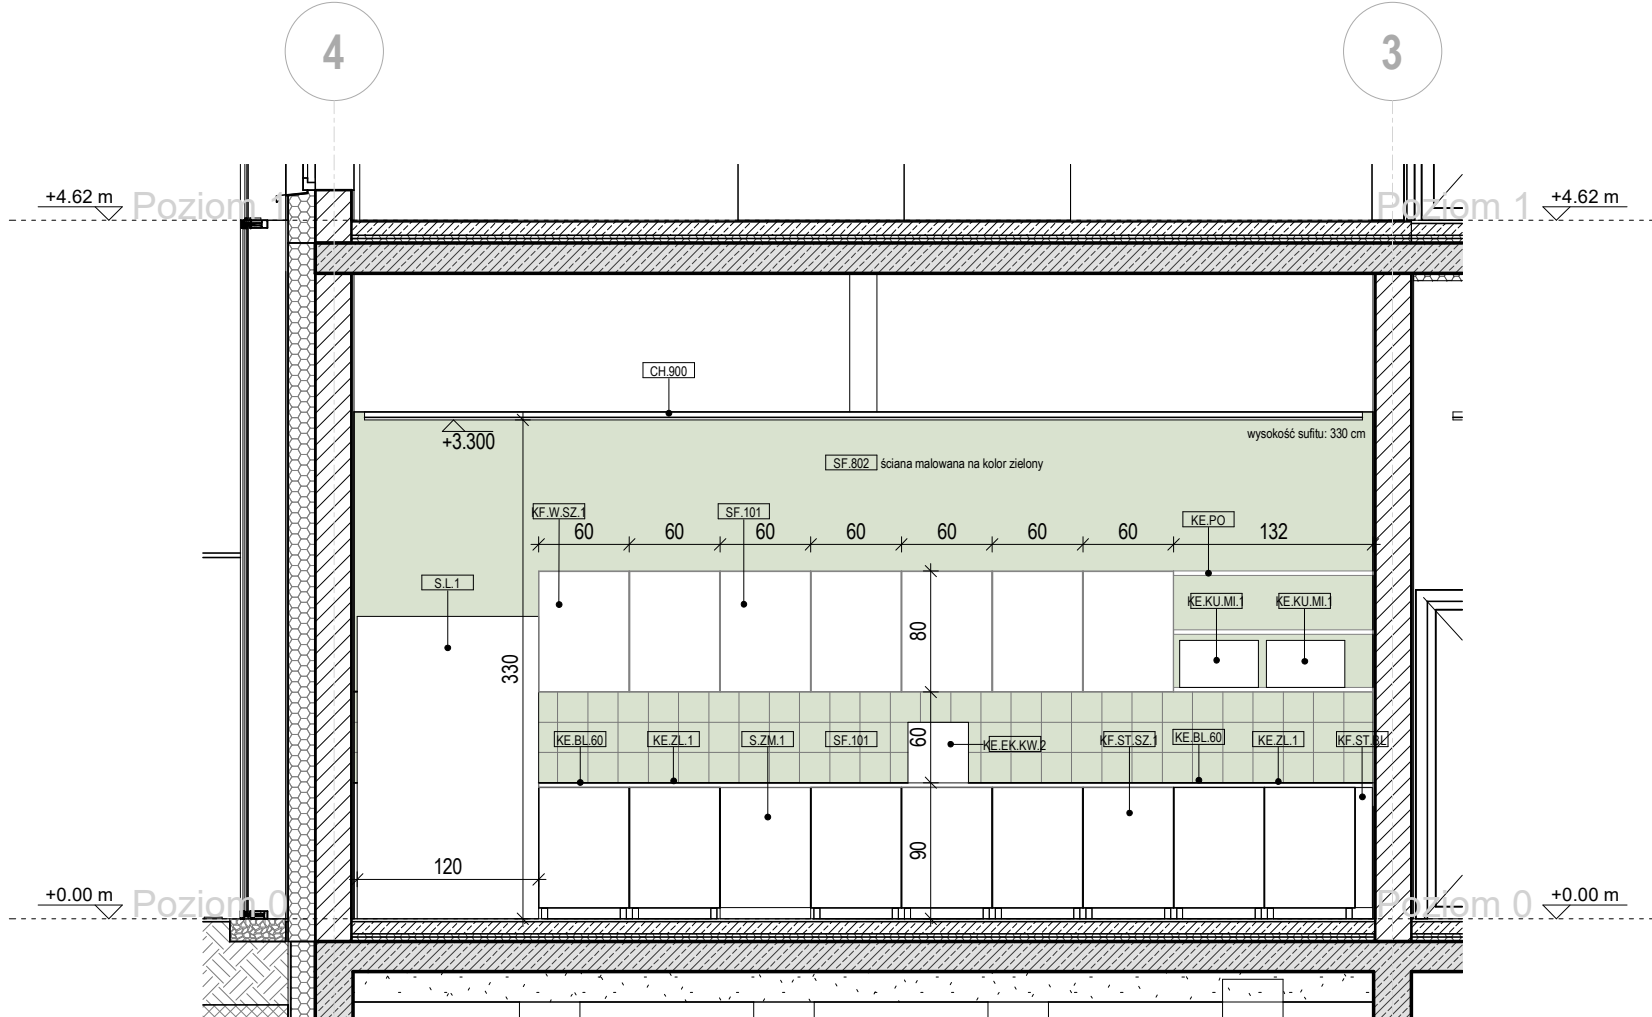 4
3
+4.62 m
Poziom 1
Poziom 1
+4.62 m
CH.900
+3.300
wysokość sufitu: 330 cm
SF.802 ściana malowana na kolor zielony
KF.W.SZ.1
SF.101
KE.PO
60 60 60 60 60 60 60 132
S.L.1
KE.KU.MI.1
KE.KU.MI.1
80
330
KE.BL.60
KE.ZL.1
S.ZM.1
SF.101
60
KE.EK.KW.2
KF.ST.SZ.1
KE.BL.60
KE.ZL.1
KF.ST.BL
90
120
+0.00 m
Poziom 0
Poziom 0
+0.00 m